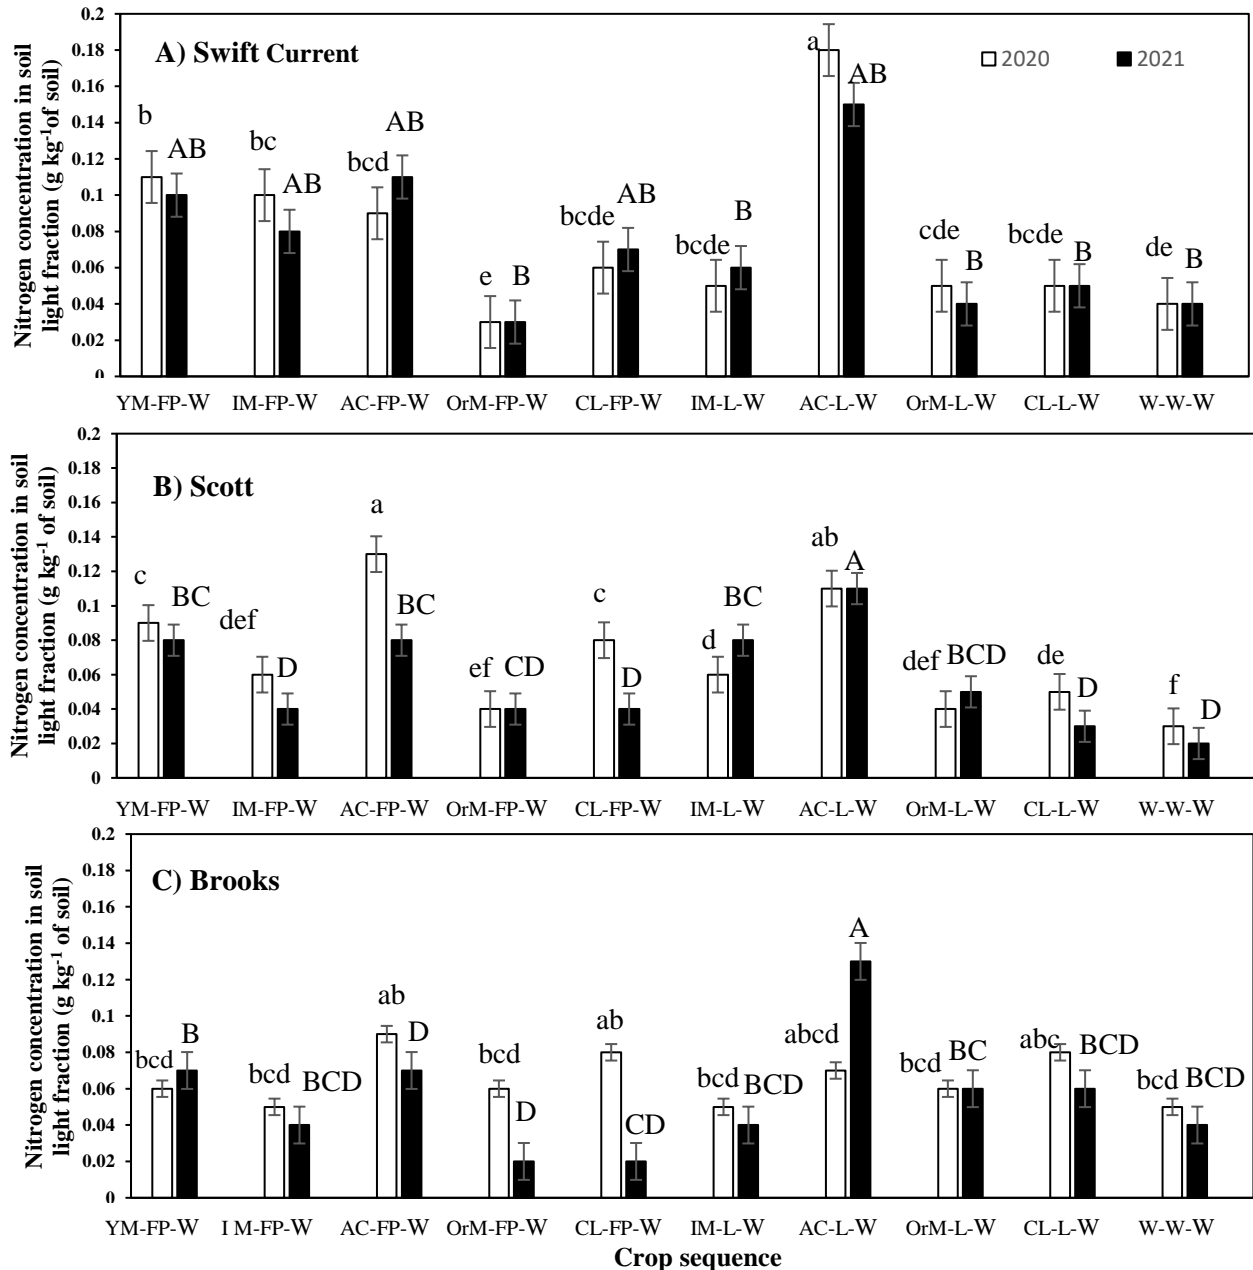 Nitrogen concentration in soil
light fraction (g kg⁻¹of soil)
0.2
0.18
0.16
0.14
0.12
0.1
0.08
0.06
0.04
0.02
0
A) Swift Current
2020
2021
b
AB
bc
AB
bcd
AB
e
B
bcde
AB
bcde
B
a
AB
cde
B
bcde
B
de
B
YM-FP-W
IM-FP-W
AC-FP-W
OrM-FP-W
CL-FP-W
IM-L-W
AC-L-W
OrM-L-W
CL-L-W
W-W-W
Nitrogen concentration in soil
light fraction (g kg⁻¹ of soil)
0.2
0.18
0.16
0.14
0.12
0.1
0.08
0.06
0.04
0.02
0
B) Scott
c
BC
def
D
a
BC
ef
CD
c
D
d
BC
ab
A
def
BCD
de
D
f
D
YM-FP-W
IM-FP-W
AC-FP-W
OrM-FP-W
CL-FP-W
IM-L-W
AC-L-W
OrM-L-W
CL-L-W
W-W-W
Nitrogen concentration in soil
light fraction (g kg⁻¹ of soil)
0.2
0.18
0.16
0.14
0.12
0.1
0.08
0.06
0.04
0.02
0
C) Brooks
bcd
B
bcd
BCD
ab
D
bcd
D
ab
CD
bcd
BCD
abcd
A
bcd
BC
abc
BCD
bcd
BCD
YM-FP-W
I M-FP-W
AC-FP-W
OrM-FP-W
CL-FP-W
IM-L-W
AC-L-W
OrM-L-W
CL-L-W
W-W-W
Crop sequence